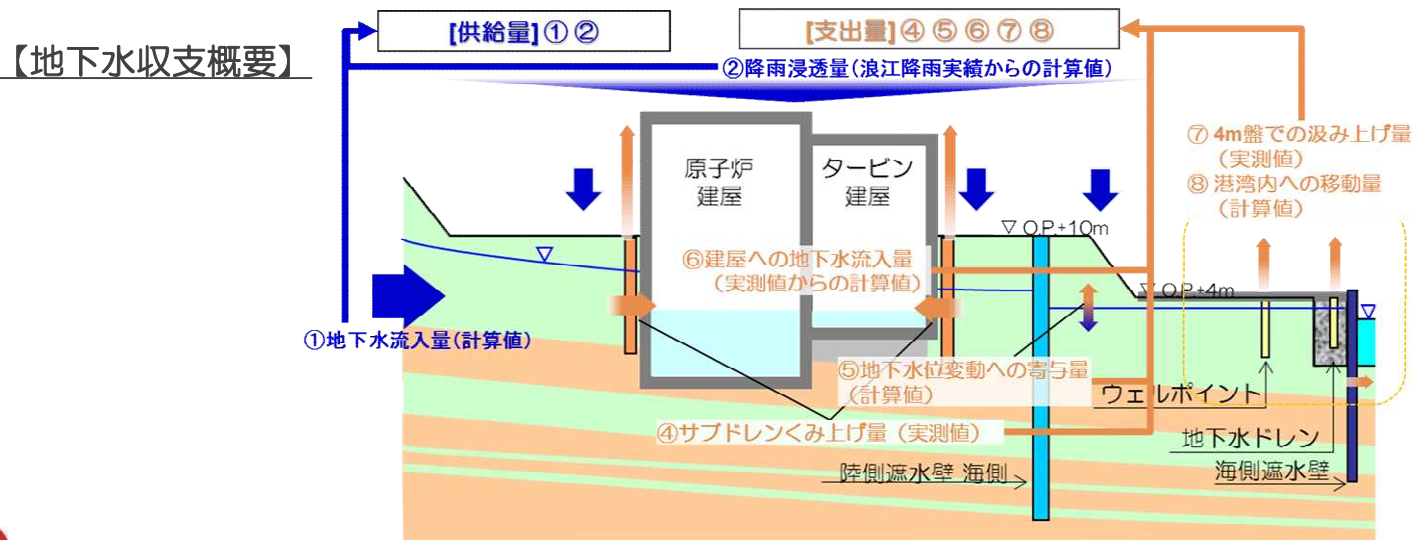 【地下水収支概要】
[供給量]①②
[支出量]④⑤⑥⑦⑧
②降雨浸透量(浪江降雨実績からの計算値)
⑦ 4m盤での汲み上げ量
(実測値)
⑧ 港湾内への移動量
(計算値)
原子炉
建屋
タービン
建屋
▽ O.P.+10m
▽
⑥建屋への地下水流入量
(実測値からの計算値)
▽ O.P.+4m
▽
①地下水流入量(計算値)
⑤地下水位変動への寄与量
(計算値)
ウェルポイント
④サブドレンくみ上げ量(実測値)
地下水ドレン
陸側遮水壁 海側
海側遮水壁